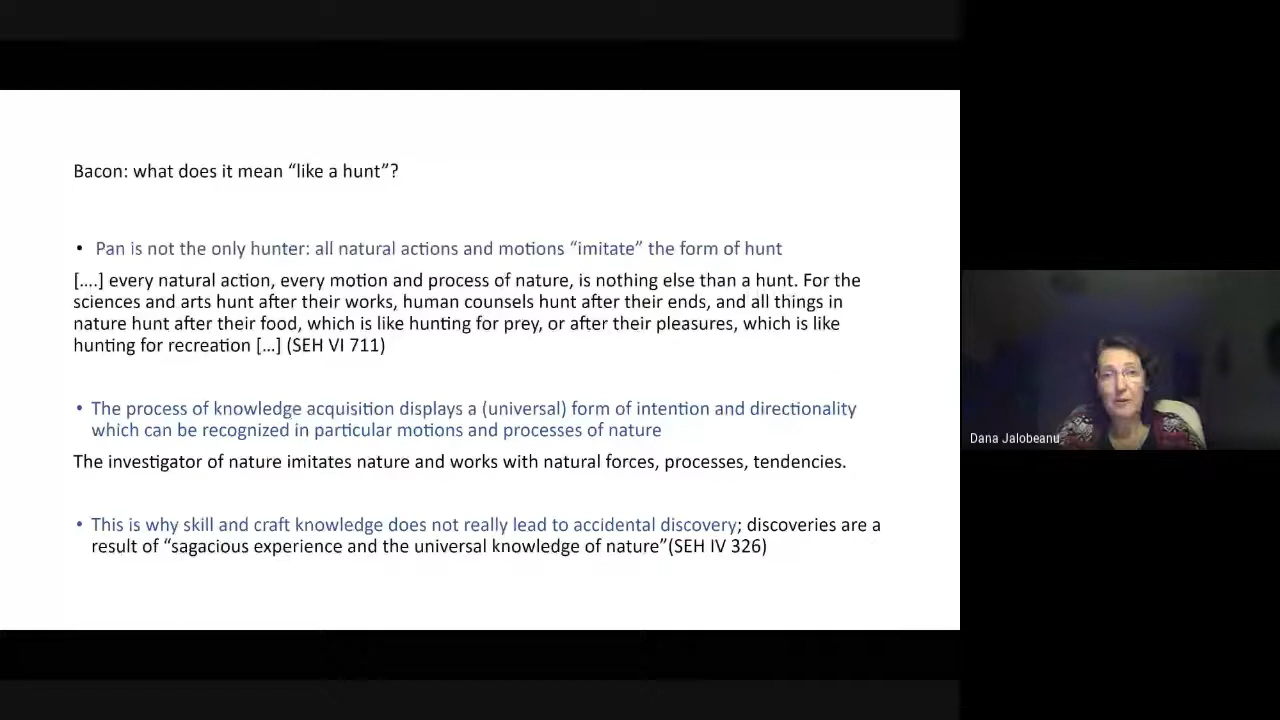 Bacon: what does it mean “like a hunt”?
• Pan is not the only hunter: all natural actions and motions “imitate” the form of hunt
[....] every natural action, every motion and process of nature, is nothing else than a hunt. For the
sciences and arts hunt after their works, human counsels hunt after their ends, and all things in
nature hunt after their food, which is like hunting for prey, or after their pleasures, which is like
hunting for recreation [...] (SEH VI 711)
• The process of knowledge acquisition displays a (universal) form of intention and directionality
which can be recognized in particular motions and processes of nature
The investigator of nature imitates nature and works with natural forces, processes, tendencies.
• This is why skill and craft knowledge does not really lead to accidental discovery; discoveries are a
result of “sagacious experience and the universal knowledge of nature”(SEH IV 326)
Dana Jalobeanu